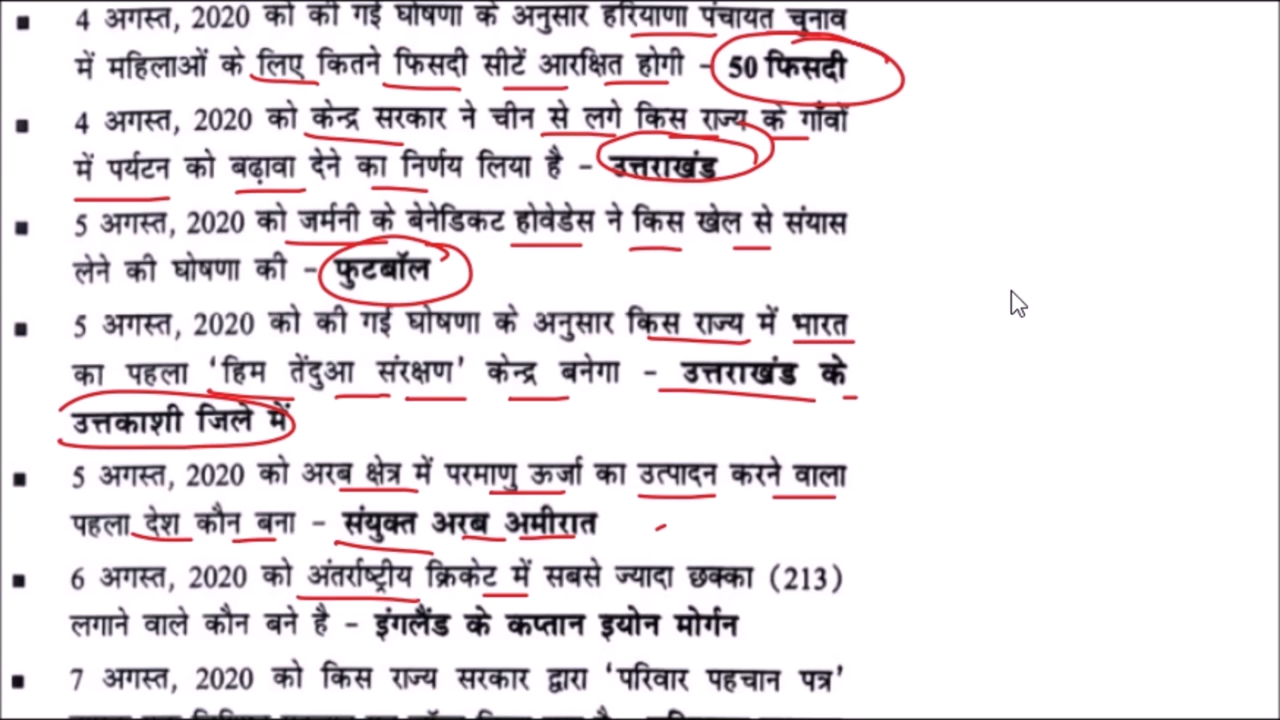 ▪ 4 अगस्त, 2020 को की गई घोषणा के अनुसार हरियाणा पंचायत चुनाव
में महिलाओं के लिए कितने फिसदी सीटें आरक्षित होगी - 50 फिसदी
▪ 4 अगस्त, 2020 को केन्द्र सरकार ने चीन से लगे किस राज्य के गाँवों
में पर्यटन को बढ़ावा देने का निर्णय लिया है - उत्तराखंड
▪ 5 अगस्त, 2020 को जर्मनी के बेनेडिकट होवेडेस ने किस खेल से संयास
लेने की घोषणा की - फुटबॉल
▪ 5 अगस्त, 2020 को की गई घोषणा के अनुसार किस राज्य में भारत
का पहला ‘हिम तेंदुआ संरक्षण’ केन्द्र बनेगा - उत्तराखंड के
उत्तकाशी जिले में
▪ 5 अगस्त, 2020 को अरब क्षेत्र में परमाणु ऊर्जा का उत्पादन करने वाला
पहला देश कौन बना - संयुक्त अरब अमीरात
▪ 6 अगस्त, 2020 को अंतर्राष्ट्रीय क्रिकेट में सबसे ज्यादा छक्का (213)
लगाने वाले कौन बने है - इंगलैंड के कप्तान इयोन मोर्गन
▪ 7 अगस्त, 2020 को किस राज्य सरकार द्वारा ‘परिवार पहचान पत्र’